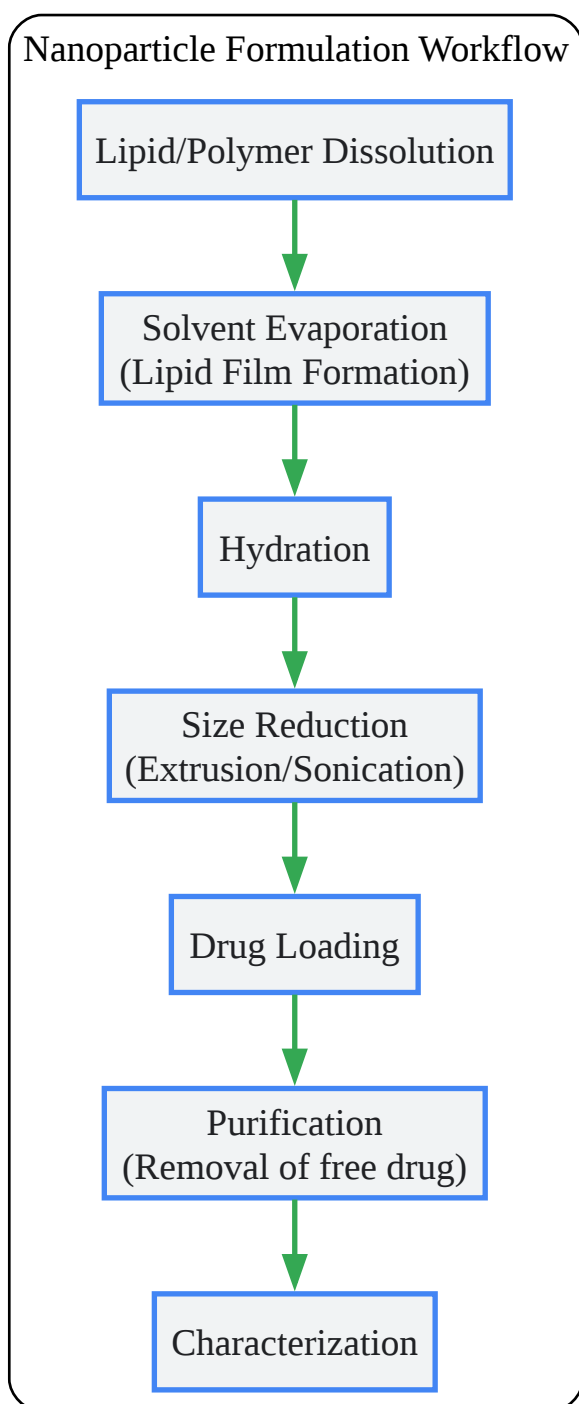 Nanoparticle Formulation Workflow
Lipid/Polymer Dissolution
Solvent Evaporation
(Lipid Film Formation)
Hydration
Size Reduction
(Extrusion/Sonication)
Drug Loading
Purification
(Removal of free drug)
Characterization